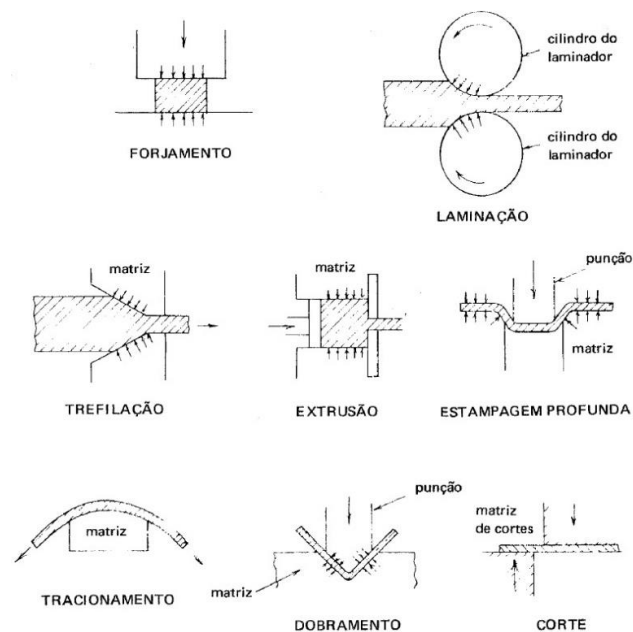 cilindro do
laminador
cilindro do
laminador
FORJAMENTO
LAMINAÇÃO
matriz
matriz
punção
matriz
TREFILAÇÃO
EXTRUSÃO
ESTAMPAGEM PROFUNDA
punção
matriz
de cortes
matriz
matriz
TRACIONAMENTO
DOBRAMENTO
CORTE